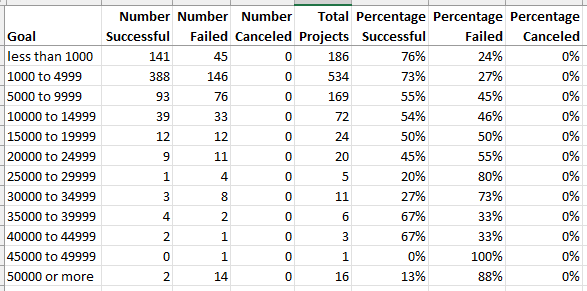 Goal Number Successful Number Failed Number Canceled Total Projects Percentage Successful Percentage Failed Percentage Canceled
less than 1000 141 45 0 186 76% 24% 0%
1000 to 4999 388 146 0 534 73% 27% 0%
5000 to 9999 93 76 0 169 55% 45% 0%
10000 to 14999 39 33 0 72 54% 46% 0%
15000 to 19999 12 12 0 24 50% 50% 0%
20000 to 24999 9 11 0 20 45% 55% 0%
25000 to 29999 1 4 0 5 20% 80% 0%
30000 to 34999 3 8 0 11 27% 73% 0%
35000 to 39999 4 2 0 6 67% 33% 0%
40000 to 44999 2 1 0 3 67% 33% 0%
45000 to 49999 0 1 0 1 0% 100% 0%
50000 or more 2 14 0 16 13% 88% 0%